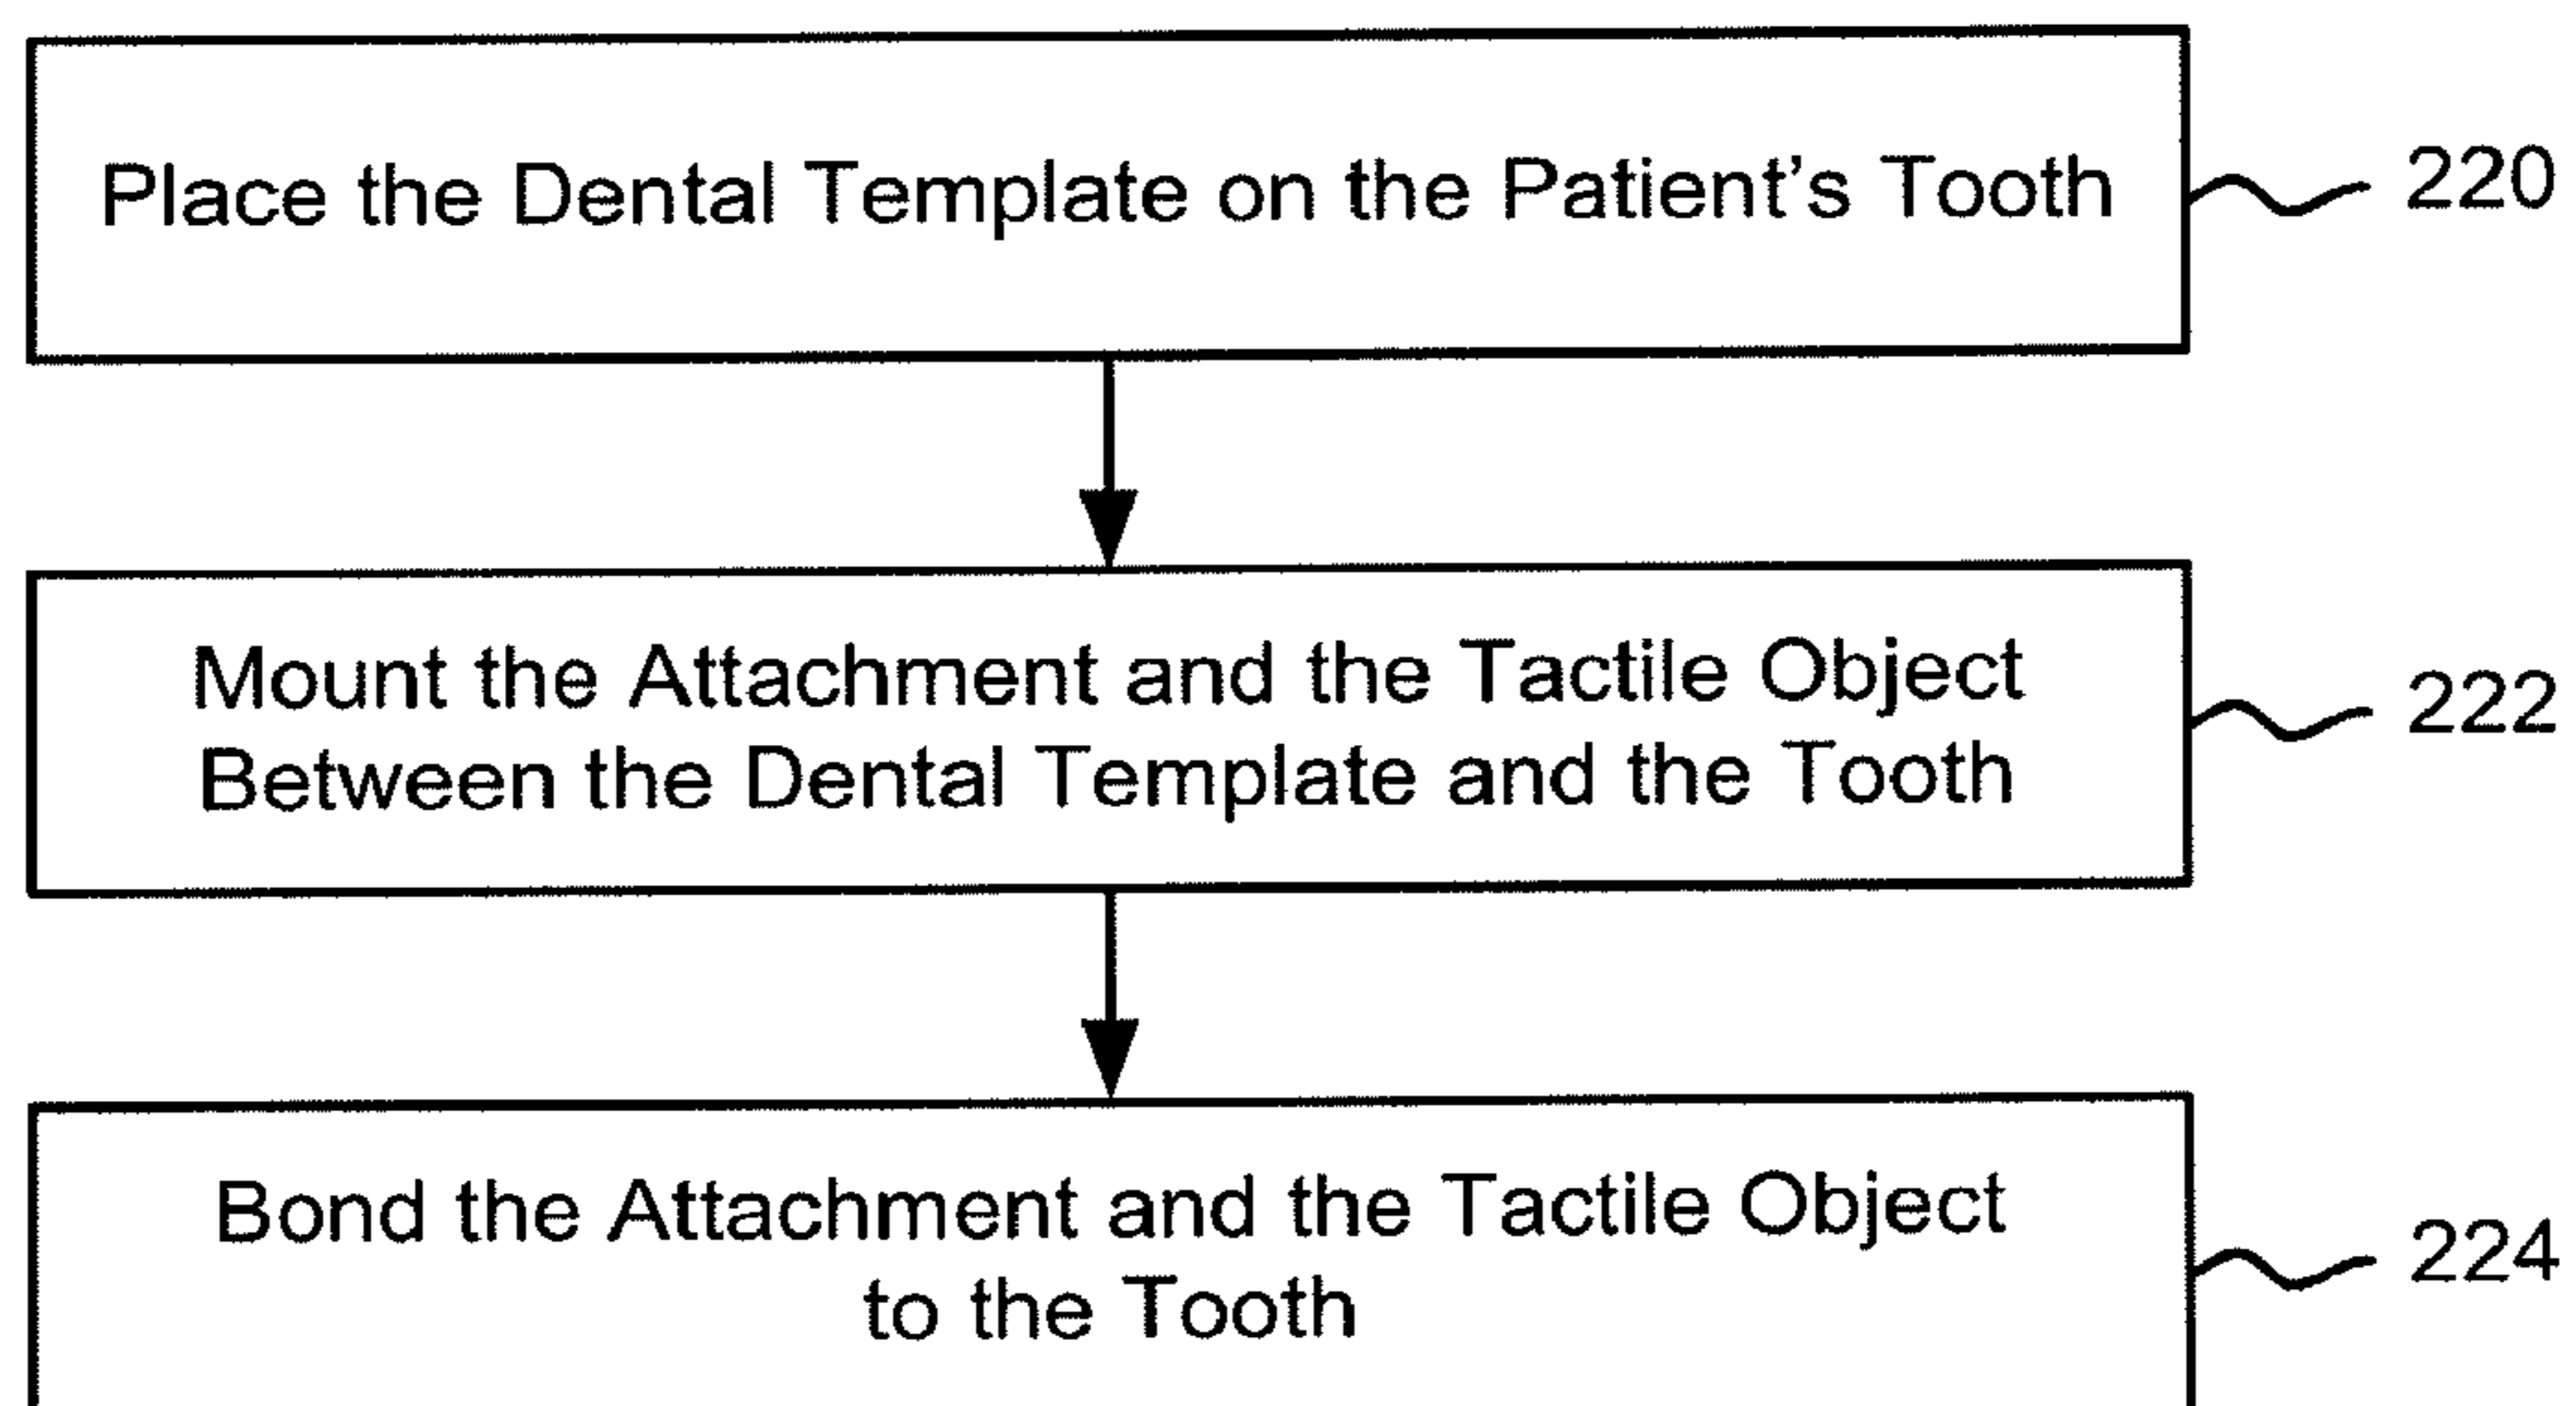 Place the Dental Template on the Patient's Tooth
220
Mount the Attachment and the Tactile Object
Between the Dental Template and the Tooth
222
Bond the Attachment and the Tactile Object
to the Tooth
224